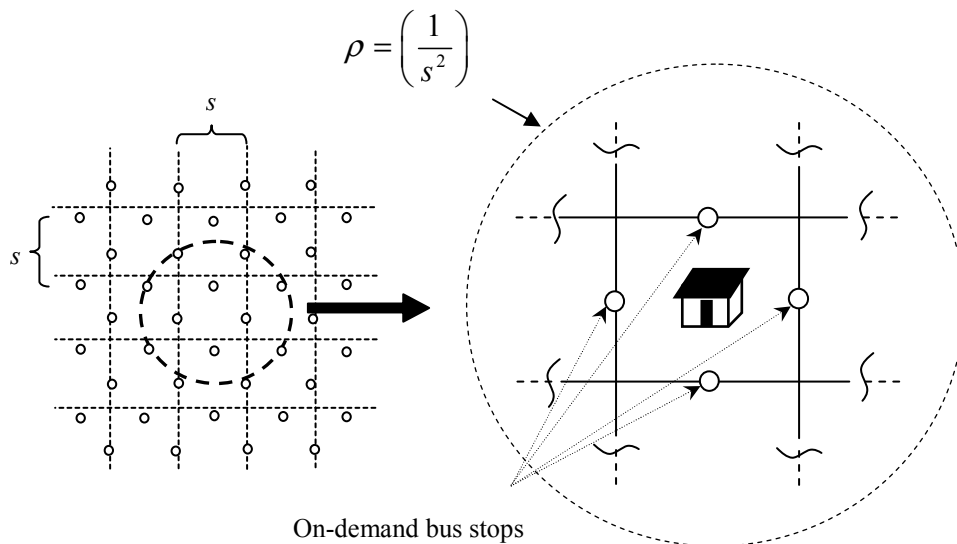 ρ = (1/s²)
s
s
On-demand bus stops